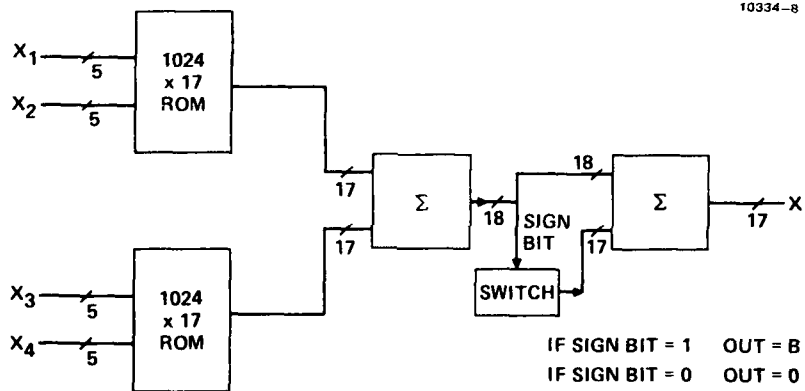 10334-8
X1
5
1024
x 17
ROM
X2
5
17
Σ
18
SIGN
BIT
18
Σ
17
X
17
SWITCH
17
X3
5
1024
x 17
ROM
X4
5
IF SIGN BIT = 1 OUT = B
IF SIGN BIT = 0 OUT = 0